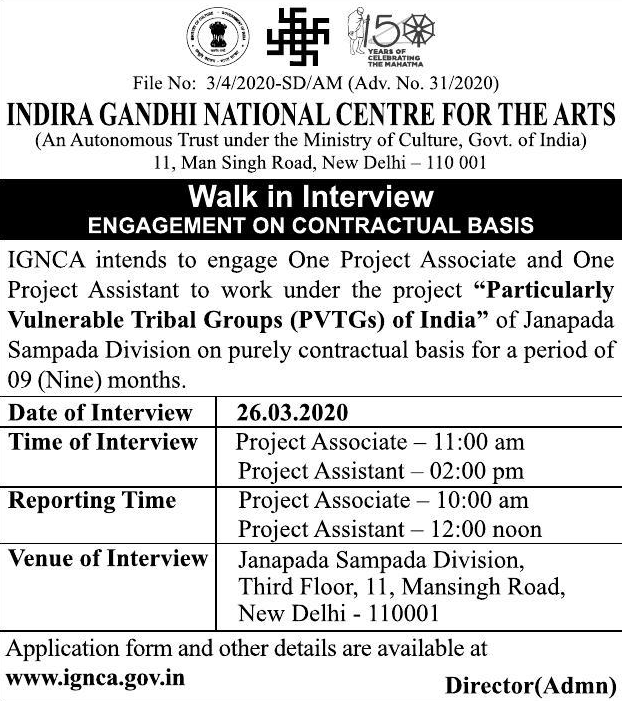 150
YEARS OF
CELEBRATING
THE MAHATMA
File No: 3/4/2020-SD/AM (Adv. No. 31/2020)
INDIRA GANDHI NATIONAL CENTRE FOR THE ARTS
(An Autonomous Trust under the Ministry of Culture, Govt. of India)
11, Man Singh Road, New Delhi – 110 001
Walk in Interview
ENGAGEMENT ON CONTRACTUAL BASIS
IGNCA intends to engage One Project Associate and One
Project Assistant to work under the project “Particularly
Vulnerable Tribal Groups (PVTGs) of India” of Janapada
Sampada Division on purely contractual basis for a period of
09 (Nine) months.
Date of Interview 26.03.2020
Time of Interview Project Associate – 11:00 am
Project Assistant – 02:00 pm
Reporting Time Project Associate – 10:00 am
Project Assistant – 12:00 noon
Venue of Interview Janapada Sampada Division,
Third Floor, 11, Mansingh Road,
New Delhi - 110001
Application form and other details are available at
www.ignca.gov.in
Director(Admn)